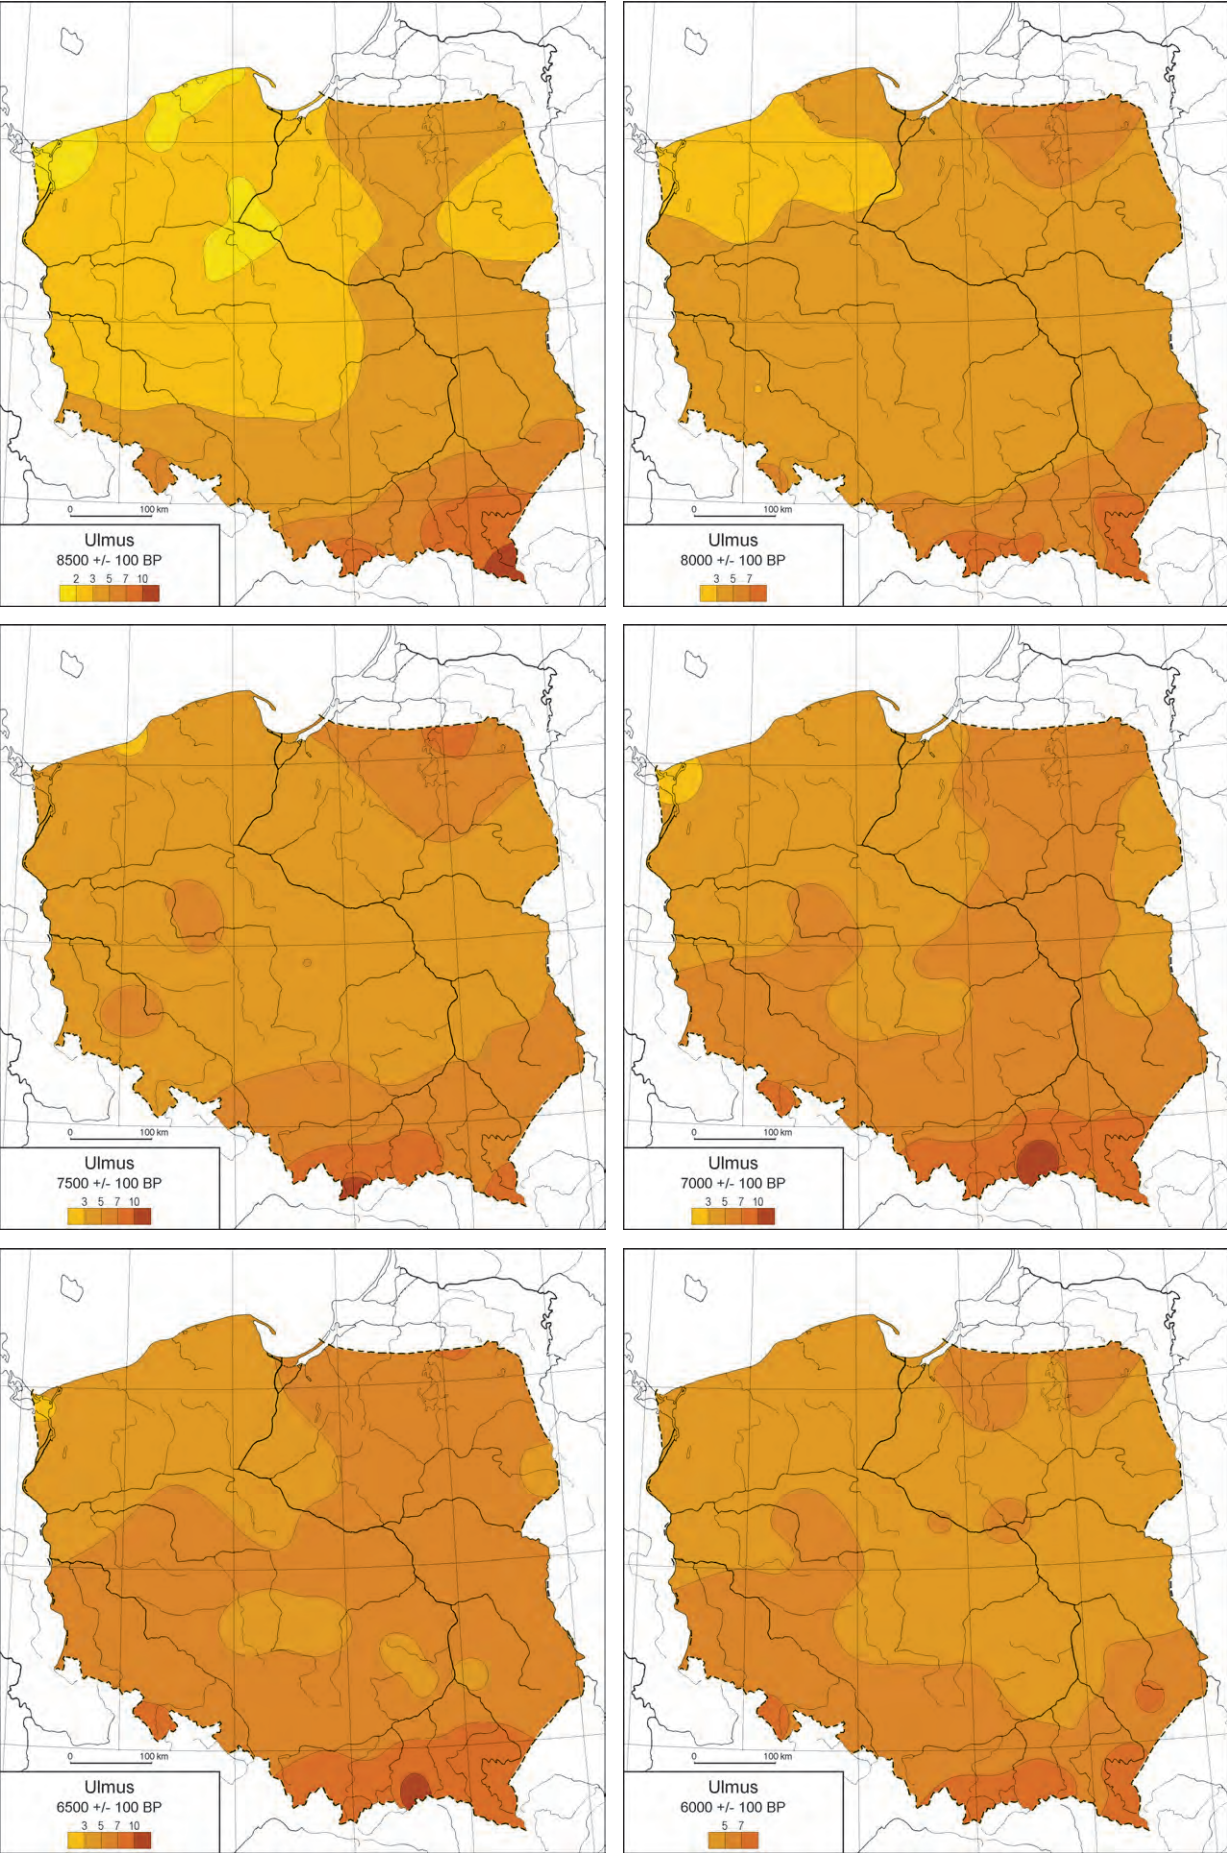 0 100 km
Ulmus
8500 +/- 100 BP
2 3 5 7 10
0 100 km
Ulmus
8000 +/- 100 BP
3 5 7
0 100 km
Ulmus
7500 +/- 100 BP
3 5 7 10
0 100 km
Ulmus
7000 +/- 100 BP
3 5 7 10
0 100 km
Ulmus
6500 +/- 100 BP
3 5 7 10
0 100 km
Ulmus
6000 +/- 100 BP
5 7